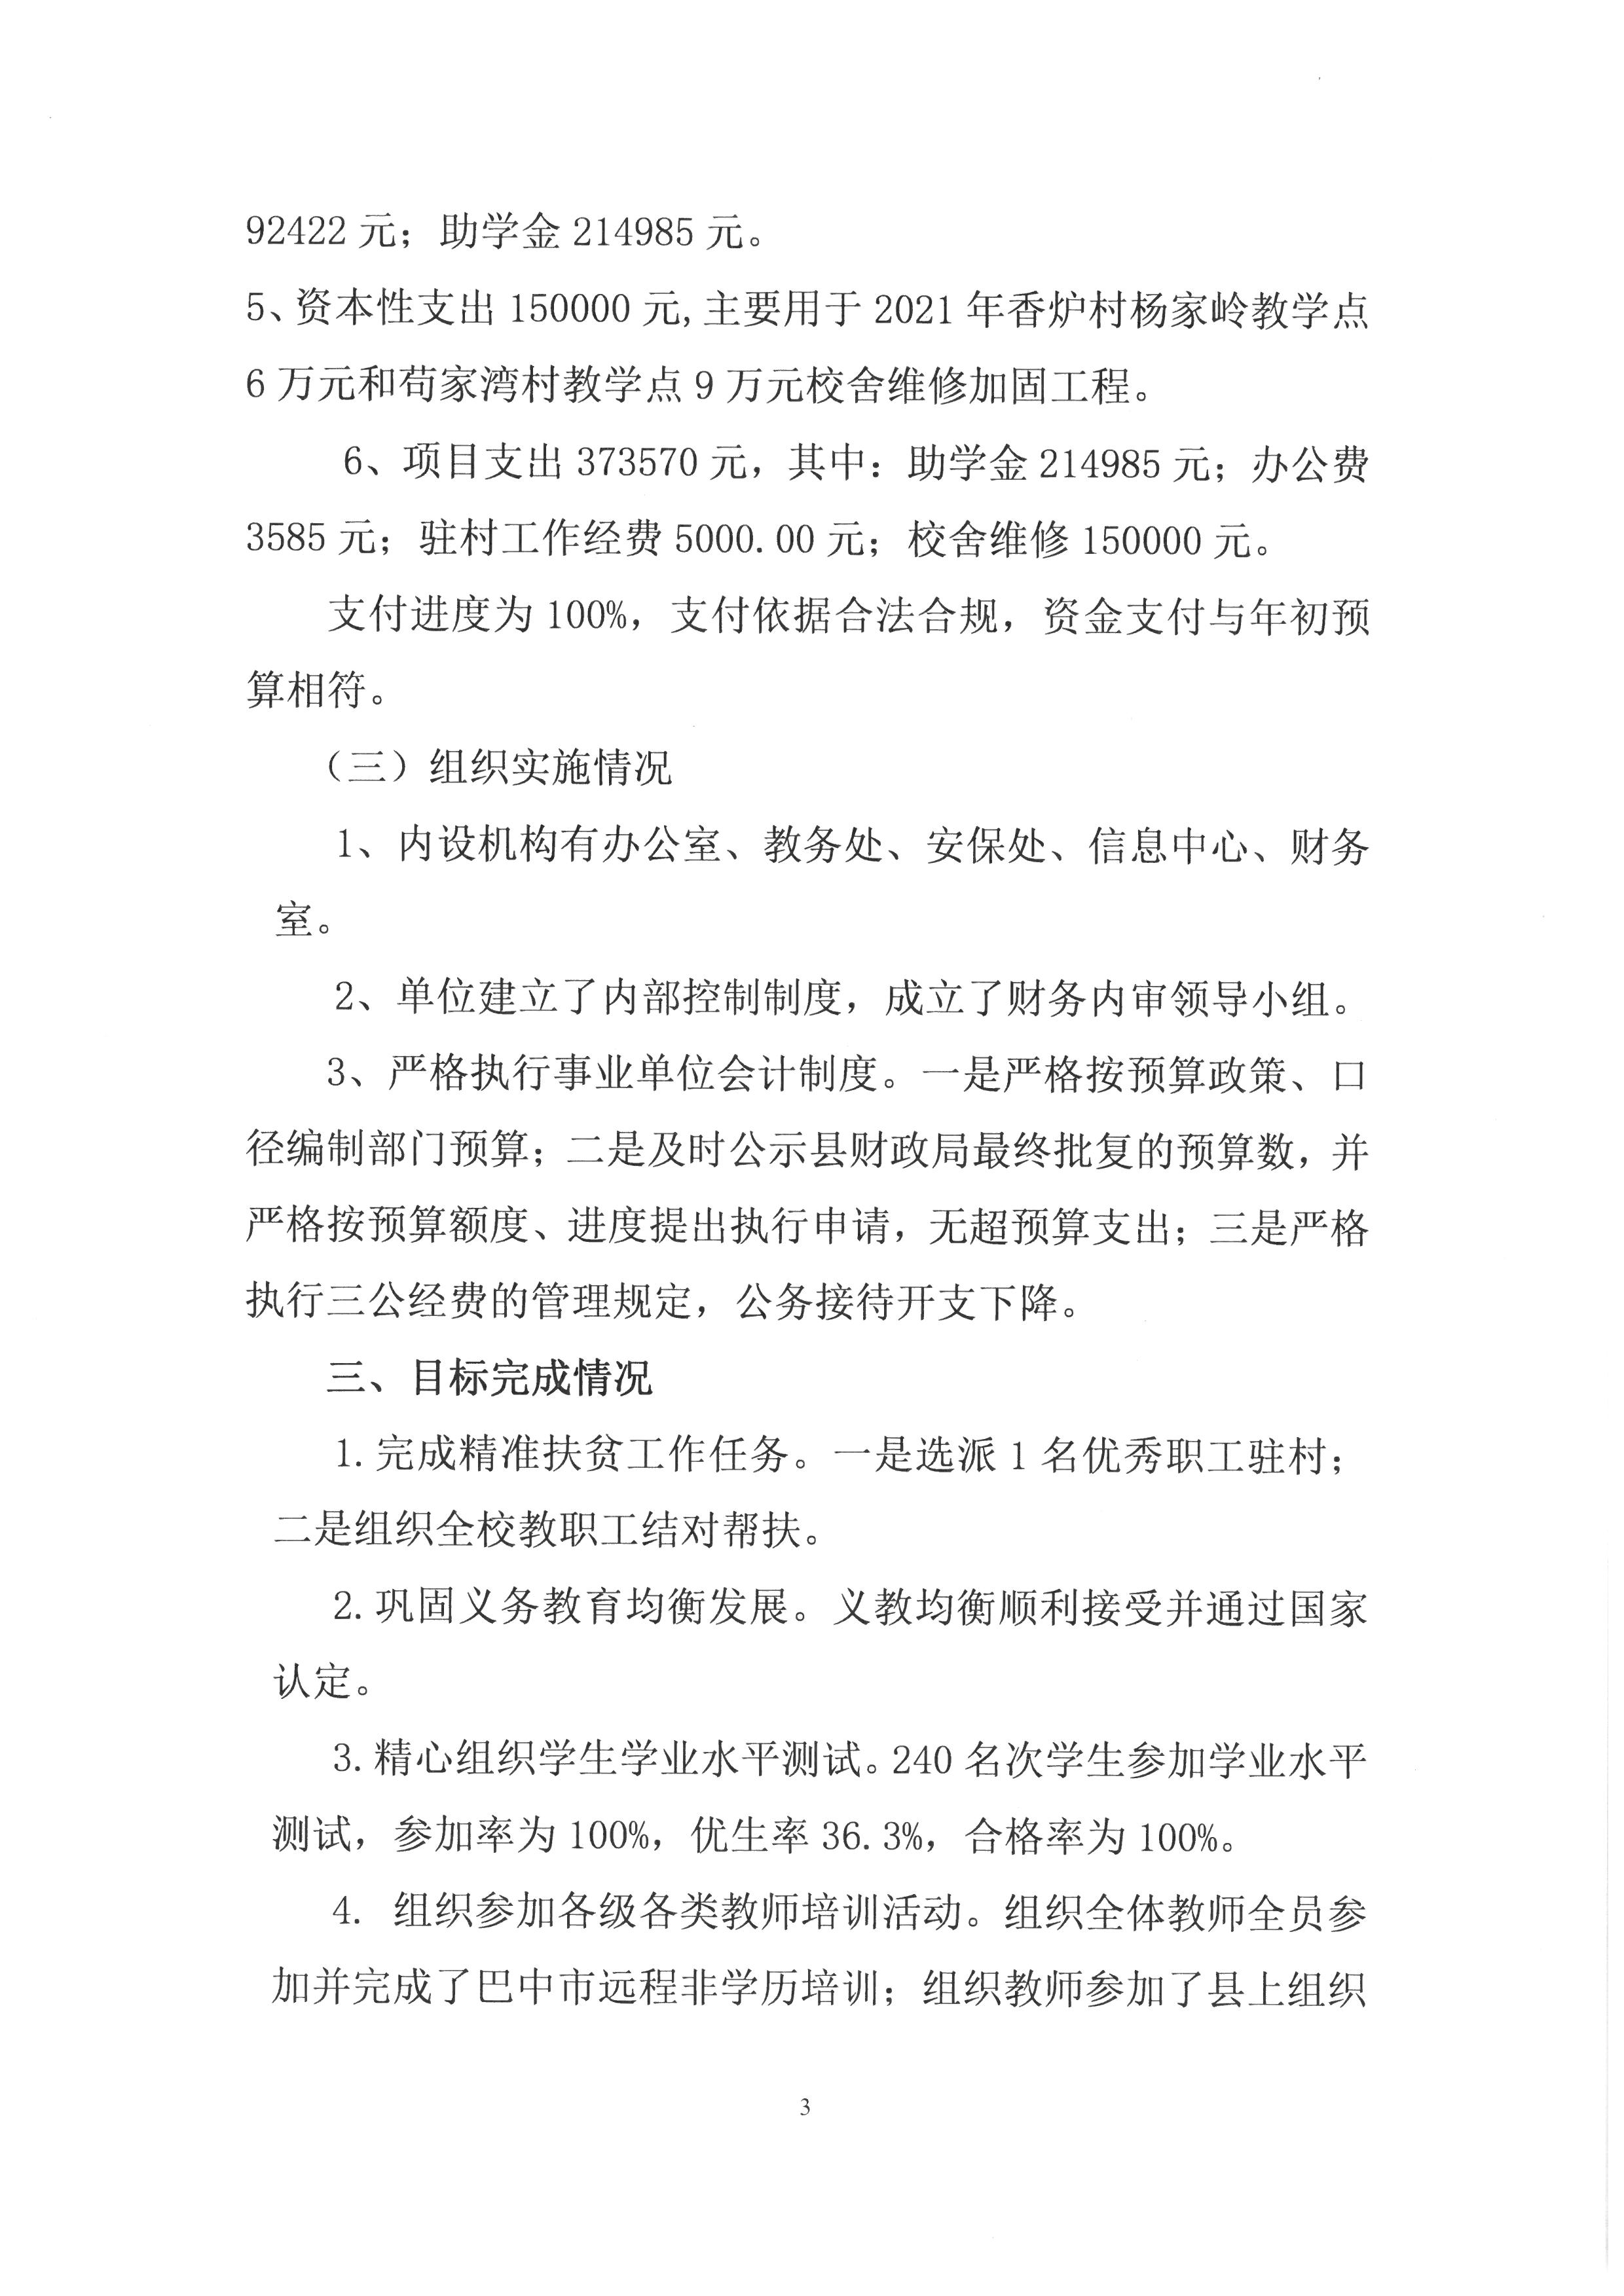 92422 元；助学金 214985 元。
5、资本性支出 150000 元, 主要用于 2021 年香炉村杨家岭教学点
6 万元和苟家湾村教学点 9 万元校舍维修加固工程。
6、项目支出 373570 元，其中：助学金 214985 元；办公费
3585 元；驻村工作经费 5000.00 元；校舍维修 150000 元。
支付进度为 100%，支付依据合法合规，资金支付与年初预
算相符。
（三）组织实施情况
1、内设机构有办公室、教务处、安保处、信息中心、财务
室。
2、单位建立了内部控制制度，成立了财务内审领导小组。
3、严格执行事业单位会计制度。一是严格按预算政策、口
径编制部门预算；二是及时公示县财政局最终批复的预算数，并
严格按预算额度、进度提出执行申请，无超预算支出；三是严格
执行三公经费的管理规定，公务接待开支下降。
三、目标完成情况
1. 完成精准扶贫工作任务。一是选派 1 名优秀职工驻村；
二是组织全校教职工结对帮扶。
2. 巩固义务教育均衡发展。义教均衡顺利接受并通过国家
认定。
3. 精心组织学生学业水平测试。240 名次学生参加学业水平
测试，参加率为 100%，优生率 36.3%，合格率为 100%。
4. 组织参加各级各类教师培训活动。组织全体教师全员参
加并完成了巴中市远程非学历培训；组织教师参加了县上组织
3